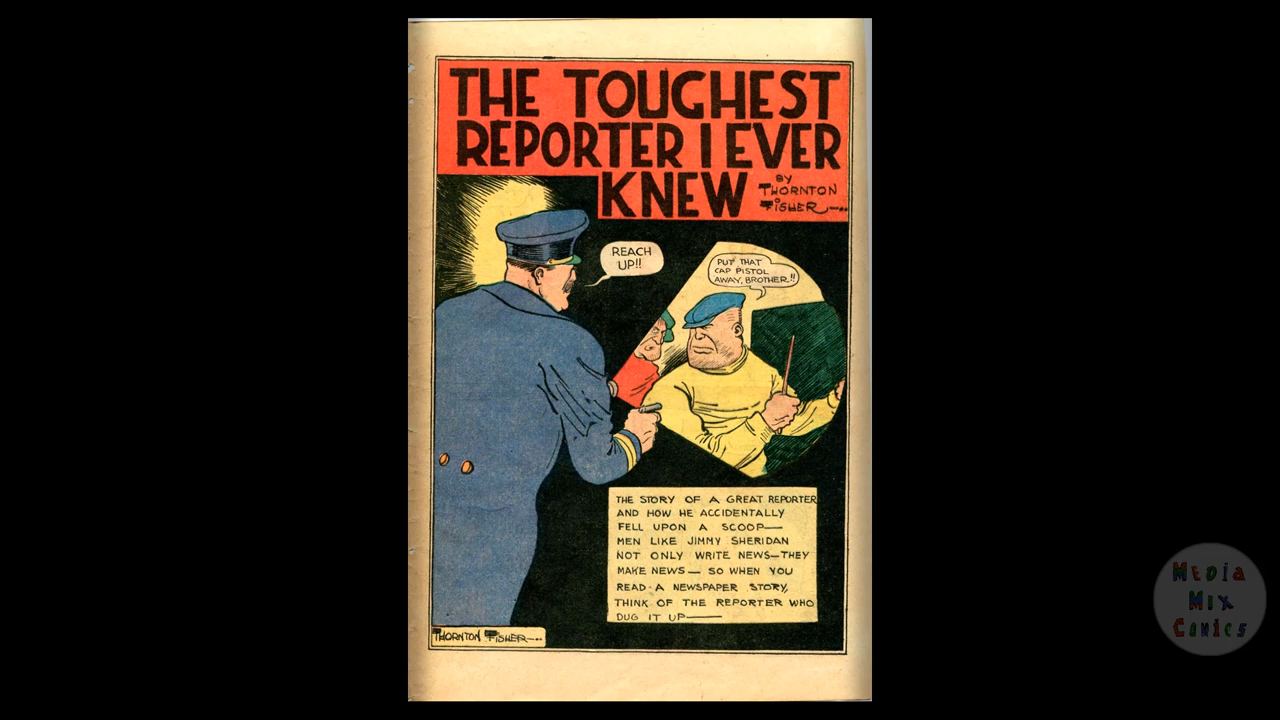 THE TOUGHEST
REPORTER I EVER
KNEW
BY
THORNTON
FISHER
REACH
UP!!
PUT THAT
CAP PISTOL
AWAY, BROTHER!!
THE STORY OF A GREAT REPORTER
AND HOW HE ACCIDENTALLY
FELL UPON A SCOOP—
MEN LIKE JIMMY SHERIDAN
NOT ONLY WRITE NEWS—THEY
MAKE NEWS— SO WHEN YOU
READ A NEWSPAPER STORY,
THINK OF THE REPORTER WHO
DUG IT UP—
THORNTON FISHER
MEDIA
MIX
COMICS